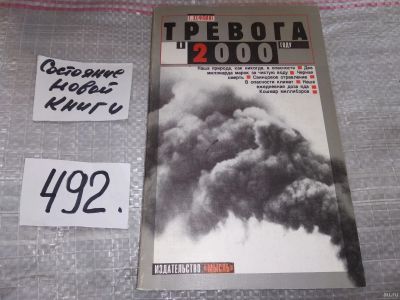 Состояние
новой
книги
492.
ТРЕВОГА
В 2000 ГОДУ
Наша природа, как никогда, в опасности ■ Два
миллиарда марок за чистую воду ■ Черная
смерть ■ Свинцовое отравление ■
В опасности климат ■ Наша
ежедневная доза яда ■
Кошмар миллибаров ■
ИЗДАТЕЛЬСТВО «МЫСЛЬ»